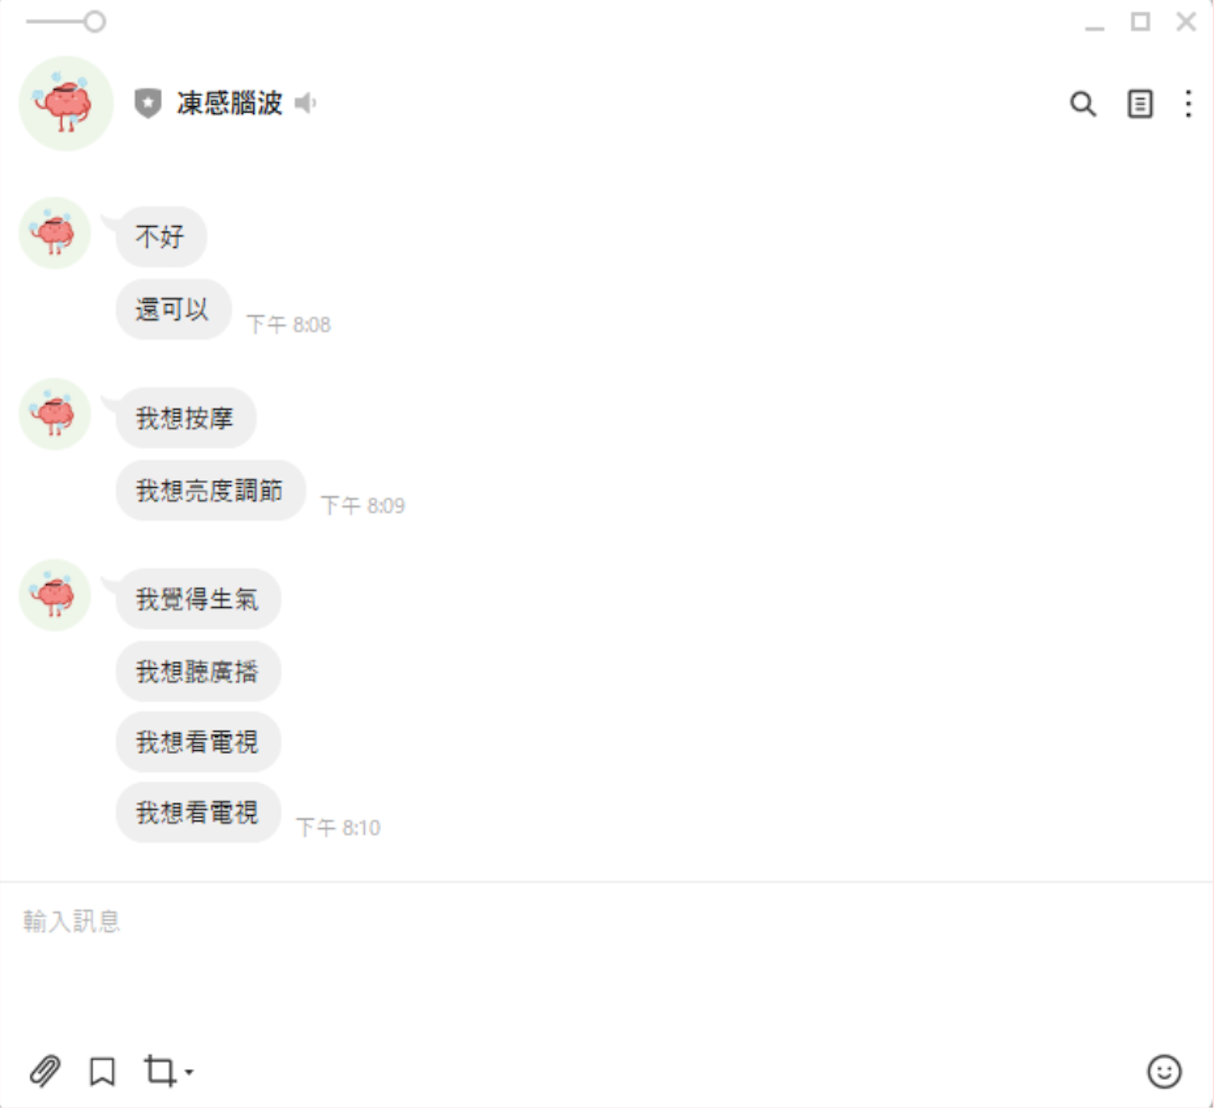 凍感腦波
不好
還可以
下午 8:08
我想按摩
我想亮度調節
下午 8:09
我覺得生氣
我想聽廣播
我想看電視
我想看電視
下午 8:10
輸入訊息